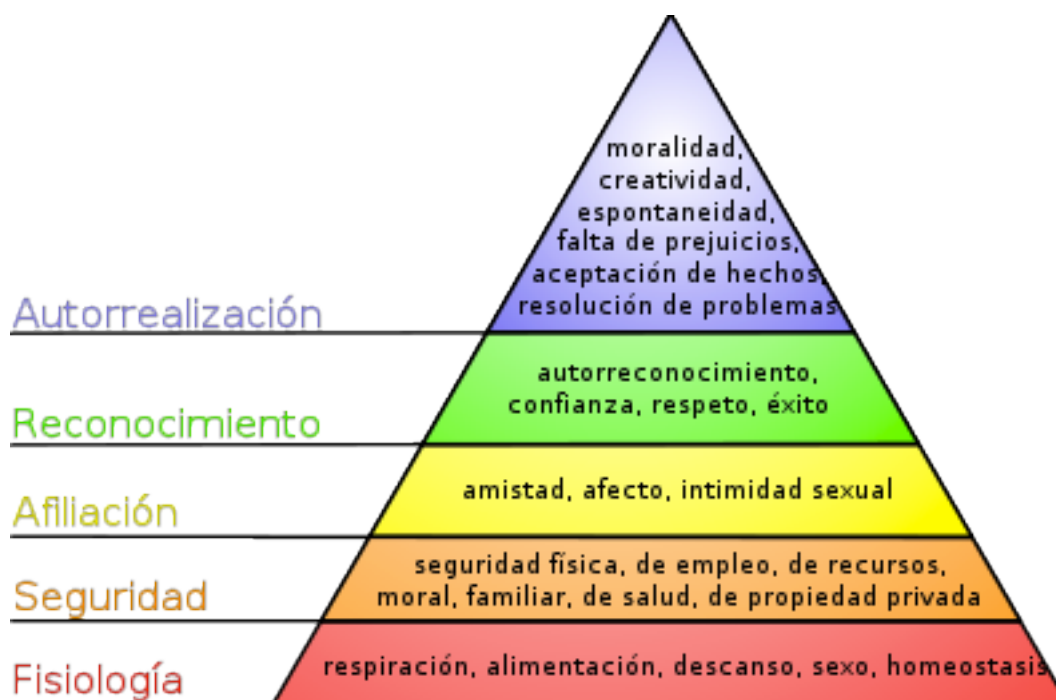 moralidad,
creatividad,
espontaneidad,
falta de prejuicios,
aceptación de hechos,
resolución de problemas
Autorrealización
autorreconocimiento,
confianza, respeto, éxito
Reconocimiento
amistad, afecto, intimidad sexual
Afiliación
seguridad física, de empleo, de recursos,
moral, familiar, de salud, de propiedad privada
Seguridad
respiración, alimentación, descanso, sexo, homeostasis
Fisiología